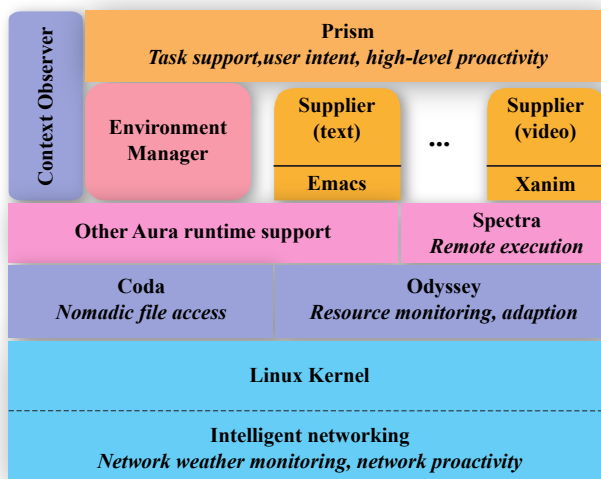 Context Observer
Prism
Task support,user intent, high-level proactivity
Environment
Manager
Supplier
(text)
Emacs
...
Supplier
(video)
Xanim
Other Aura runtime support
Spectra
Remote execution
Coda
Nomadic file access
Odyssey
Resource monitoring, adaption
Linux Kernel
Intelligent networking
Network weather monitoring, network proactivity